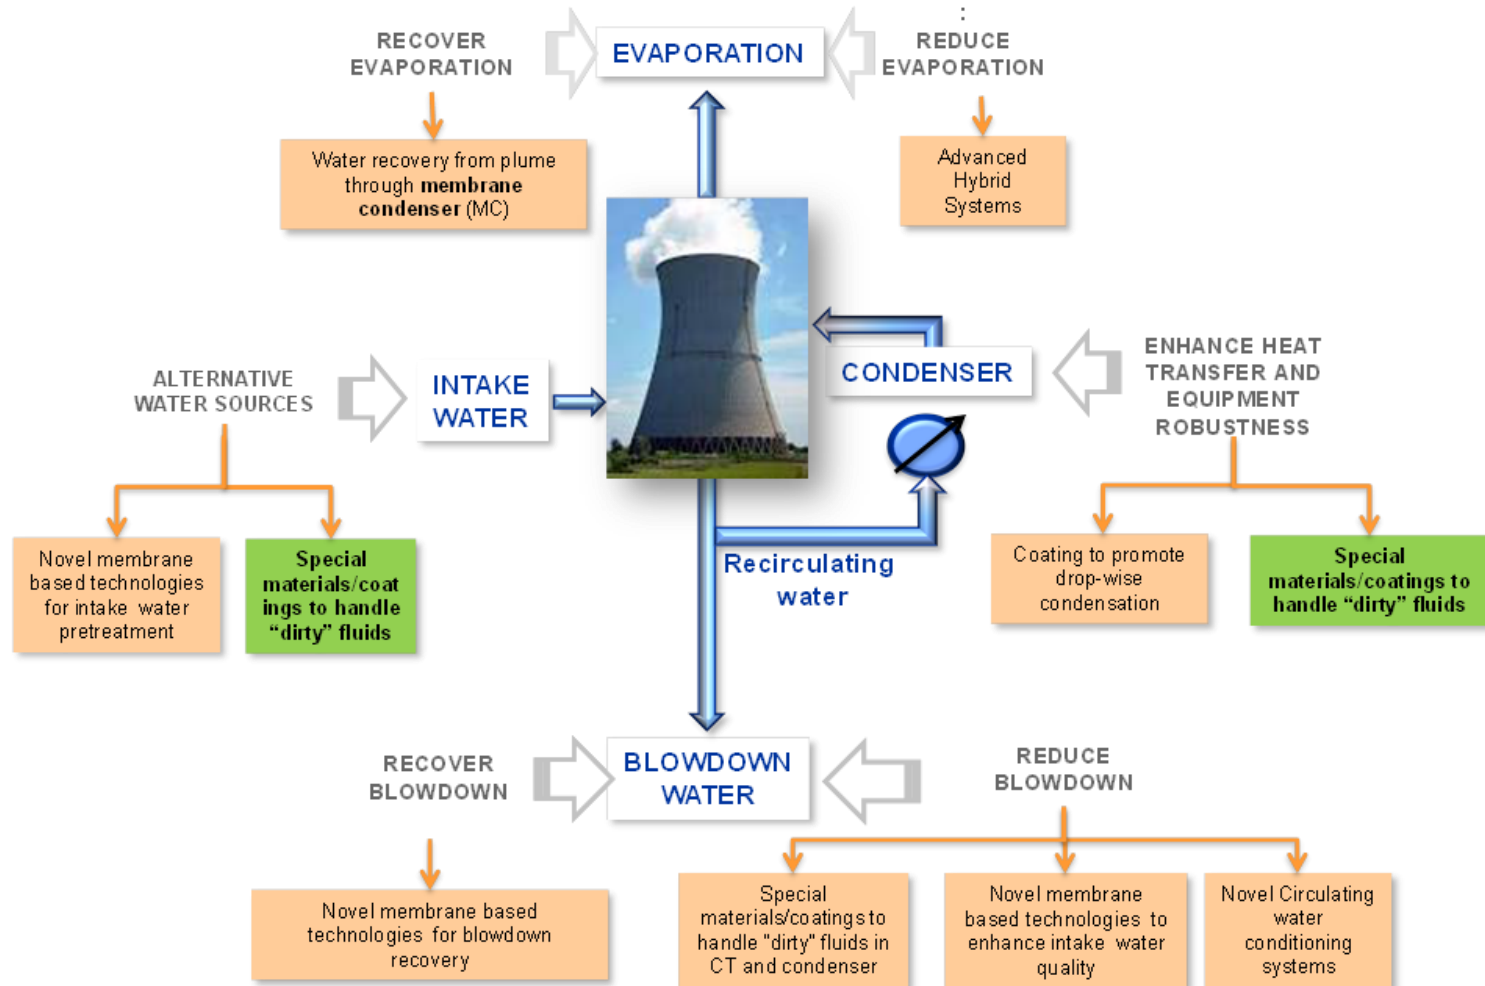 :
RECOVER
EVAPORATION
EVAPORATION
REDUCE
EVAPORATION
Water recovery from plume
through membrane
condenser (MC)
Advanced
Hybrid
Systems
ALTERNATIVE
WATER SOURCES
INTAKE
WATER
CONDENSER
ENHANCE HEAT
TRANSFER AND
EQUIPMENT
ROBUSTNESS
Novel membrane
based technologies
for intake water
pretreatment
Special
materials/coat
ings to handle
“dirty” fluids
Recirculating
water
Coating to promote
drop-wise
condensation
Special
materials/coatings to
handle “dirty” fluids
RECOVER
BLOWDOWN
BLOWDOWN
WATER
REDUCE
BLOWDOWN
Novel membrane based
technologies for blowdown
recovery
Special
materials/coatings to
handle "dirty" fluids in
CT and condenser
Novel membrane
based technologies to
enhance intake water
quality
Novel Circulating
water
conditioning
systems